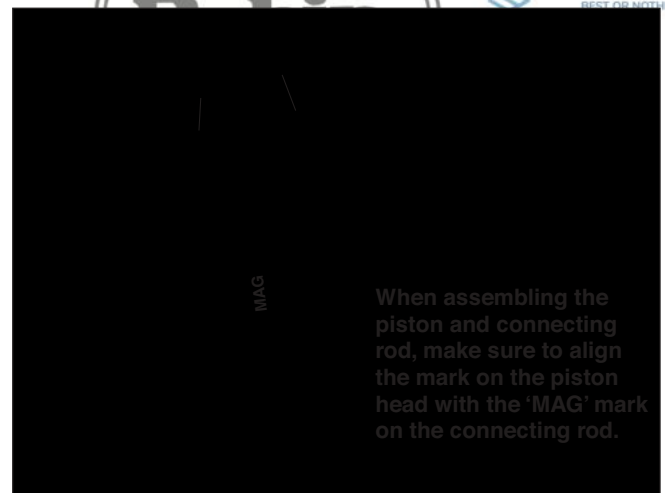 BEST OR NOTH
MAG
When assembling the
piston and connecting
rod, make sure to align
the mark on the piston
head with the ‘MAG’ mark
on the connecting rod.